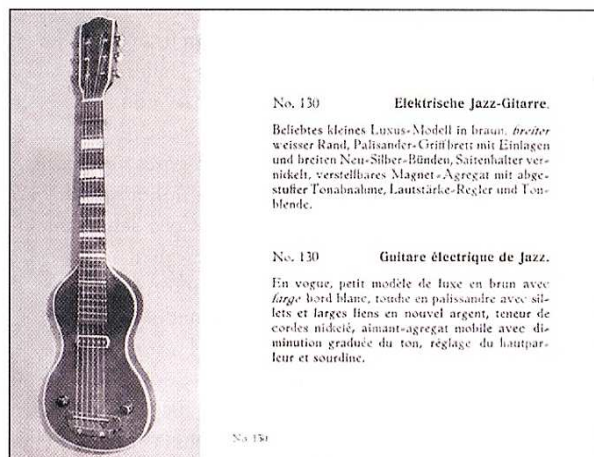 No. 130 Elektrische Jazz-Gitarre.
Beliebtes kleines Luxus-Modell in braun, breiter
weisser Rand, Palisander-Griffbrett mit Einlagen
und breiten Neu-Silber-Bünden, Saitenhalter ver-
nickelt, verstellbares Magnet-Agregat mit abge-
stufter Tonabnahme, Lautstärke-Regler und Ton-
blende.
No. 130 Guitare électrique de Jazz.
En vogue, petit modèle de luxe en brun avec
large bord blanc, touche en palissandre avec sil-
lets et larges liens en nouvel argent, teneur de
cordes nickelé, aimant-agregat mobile avec di-
minution graduée du ton, réglage du hautpar-
leur et sourdine.
No 130